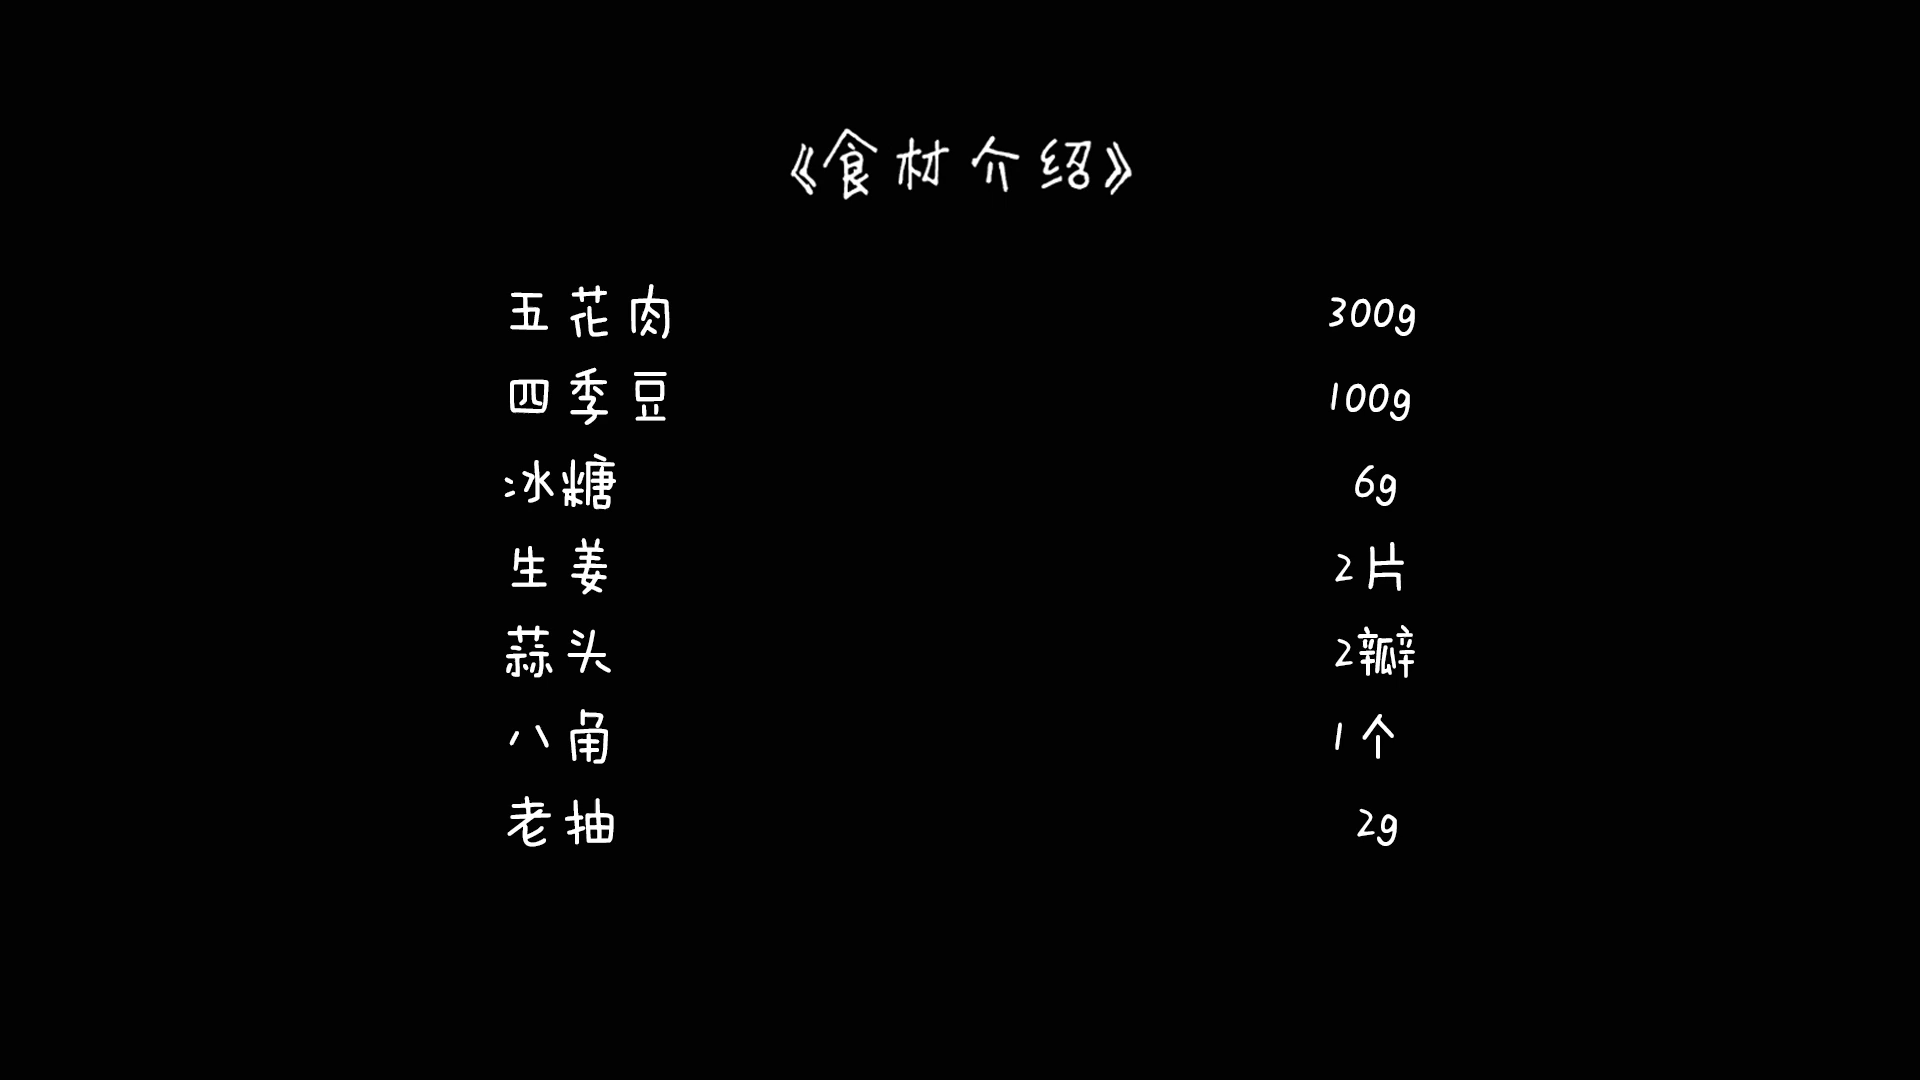 《食材介绍》
五花肉 300g
四季豆 100g
冰糖 6g
生姜 2片
蒜头 2瓣
八角 1个
老抽 2g